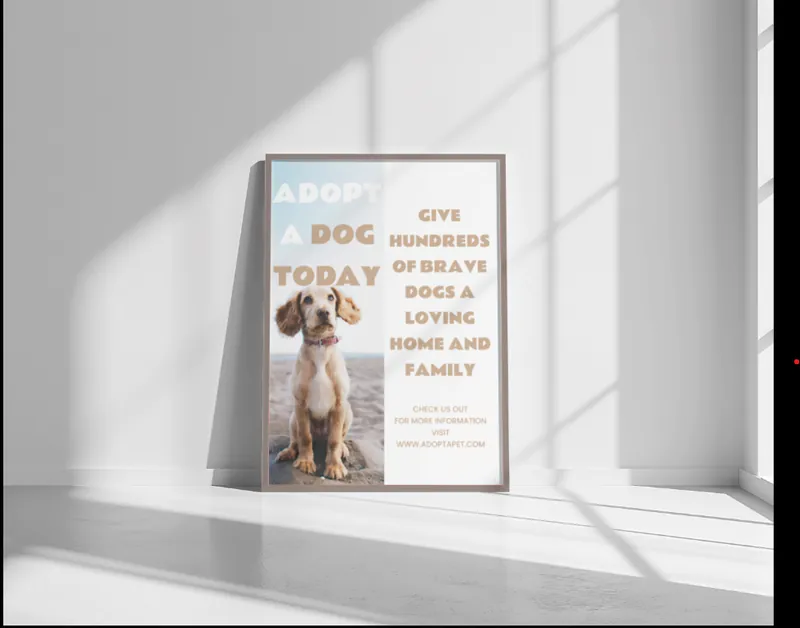 ADOPT
A DOG
TODAY
GIVE
HUNDREDS
OF BRAVE
DOGS A
LOVING
HOME AND
FAMILY
CHECK US OUT
FOR MORE INFORMATION
VISIT
WWW.ADOPTAPET.COM